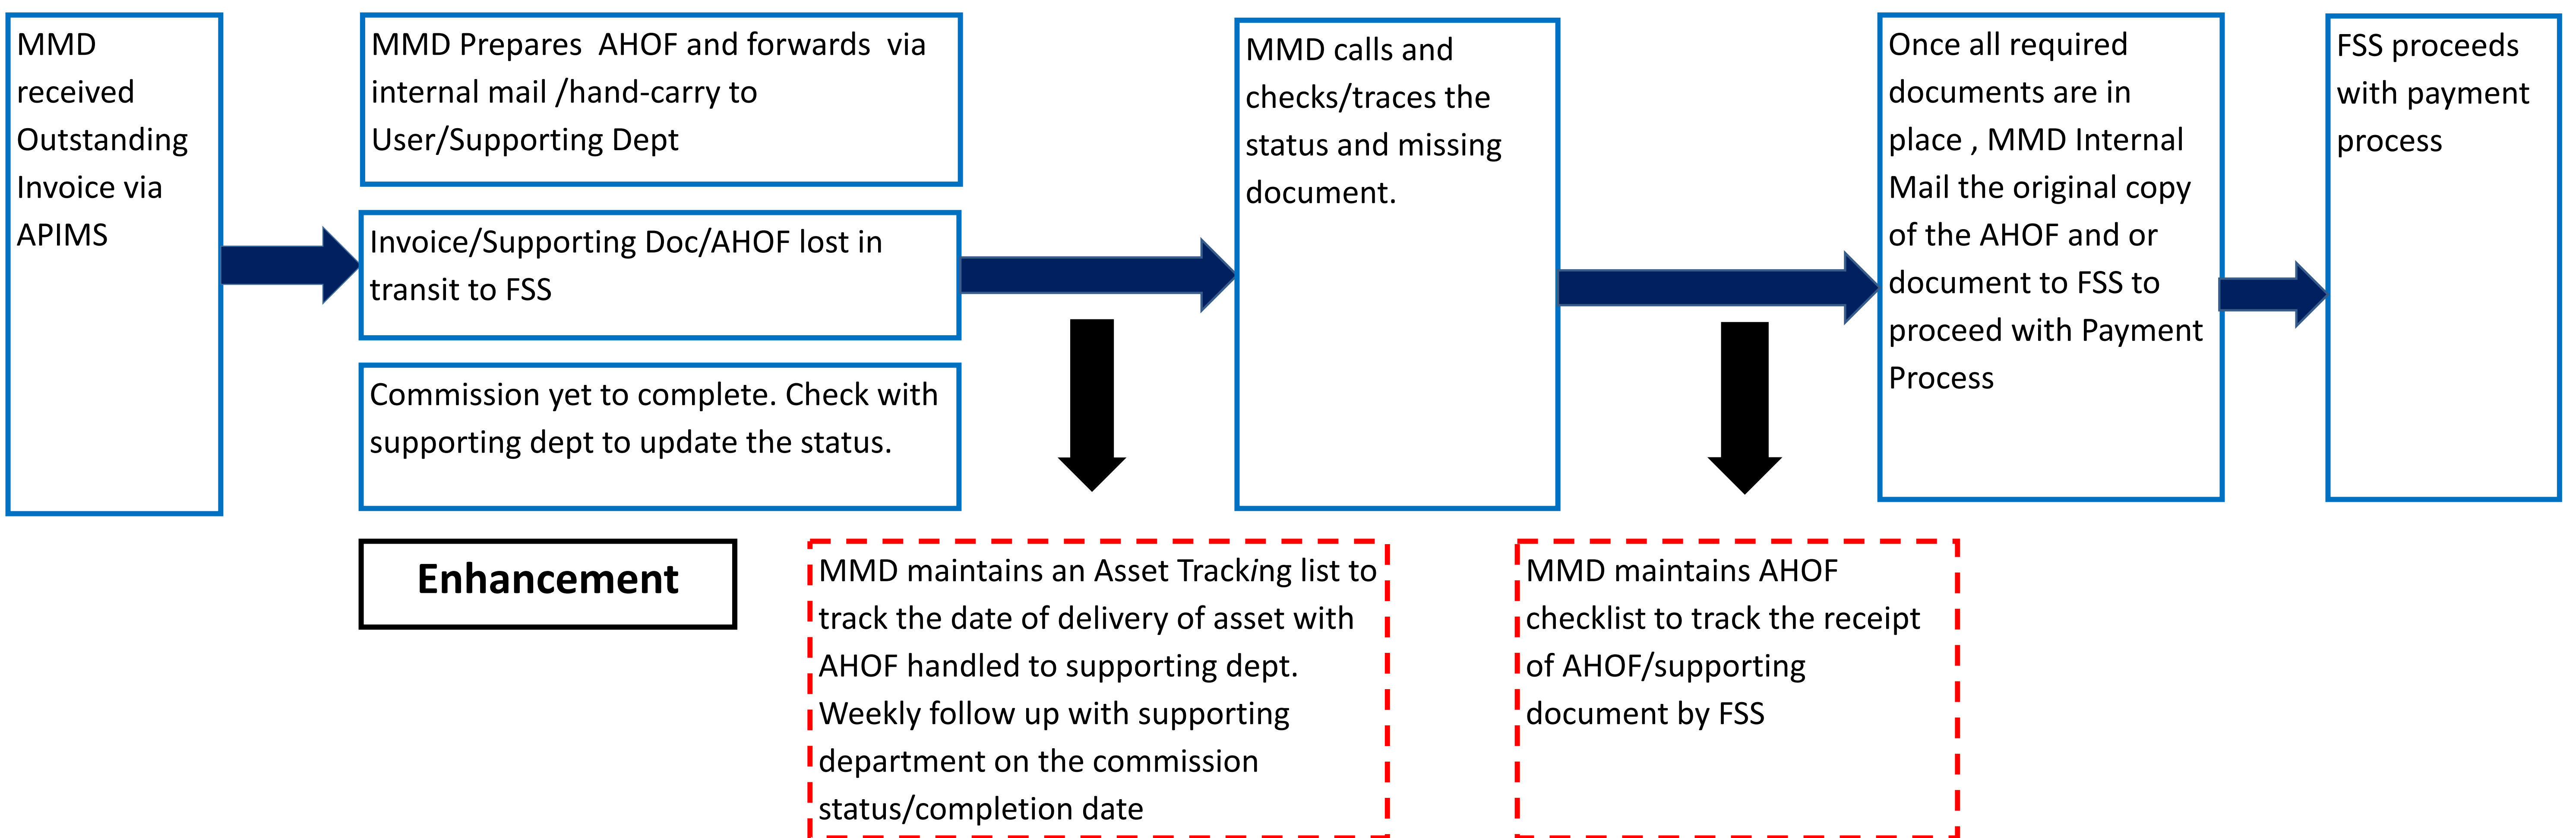 MMD
received
Outstanding
Invoice via
APIMS
MMD Prepares  AHOF and forwards  via
internal mail /hand-carry to
User/Supporting Dept
Invoice/Supporting Doc/AHOF lost in
transit to FSS
Commission yet to complete. Check with
supporting dept to update the status.
MMD calls and
checks/traces the
status and missing
document.
Once all required
documents are in
place , MMD Internal
Mail the original copy
of the AHOF and or
document to FSS to
proceed with Payment
Process
FSS proceeds
with payment
process
Enhancement
MMD maintains an Asset Tracking list to
track the date of delivery of asset with
AHOF handled to supporting dept.
Weekly follow up with supporting
department on the commission
status/completion date
MMD maintains AHOF
checklist to track the receipt
of AHOF/supporting
document by FSS